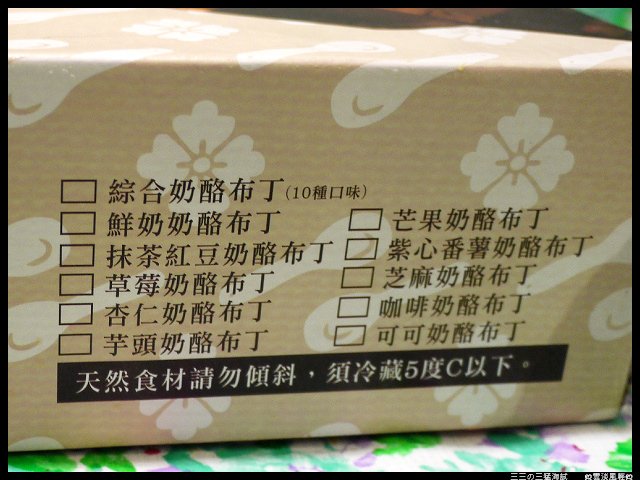 □ 綜合奶酪布丁(10種口味)
□ 鮮奶奶酪布丁 □ 芒果奶酪布丁
□ 抹茶紅豆奶酪布丁 □ 紫心番薯奶酪布丁
□ 草莓奶酪布丁 □ 芝麻奶酪布丁
□ 杏仁奶酪布丁 □ 咖啡奶酪布丁
□ 芋頭奶酪布丁 □ 可可奶酪布丁
天然食材請勿傾斜，須冷藏5度C以下。